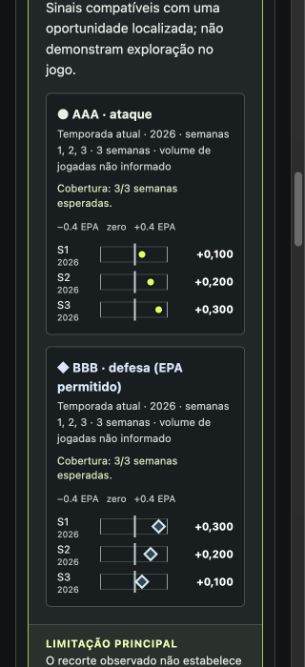 Sinais compatíveis com uma
oportunidade localizada; não
demonstram exploração no
jogo.
AAA · ataque
Temporada atual · 2026 · semanas
1, 2, 3 · 3 semanas · volume de
jogadas não informado
Cobertura: 3/3 semanas
esperadas.
−0.4 EPA zero +0.4 EPA
S1
2026
+0,100
S2
2026
+0,200
S3
2026
+0,300
BBB · defesa (EPA
permitido)
Temporada atual · 2026 · semanas
1, 2, 3 · 3 semanas · volume de
jogadas não informado
Cobertura: 3/3 semanas
esperadas.
−0.4 EPA zero +0.4 EPA
S1
2026
+0,300
S2
2026
+0,200
S3
2026
+0,100
LIMITAÇÃO PRINCIPAL
O recorte observado não estabelece